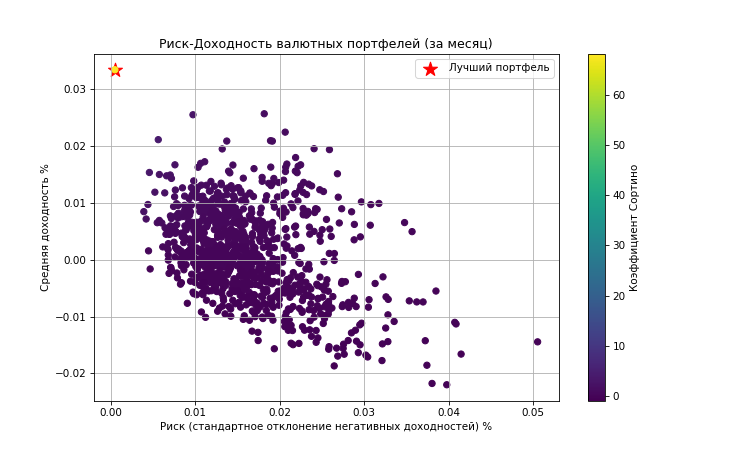 Риск-Доходность валютных портфелей (за месяц)
Лучший портфель
Средняя доходность %
0.03
0.02
0.01
0.00
−0.01
−0.02
0.00 0.01 0.02 0.03 0.04 0.05
Риск (стандартное отклонение негативных доходностей) %
60
50
40
30
20
10
0
Коэффициент Сортино